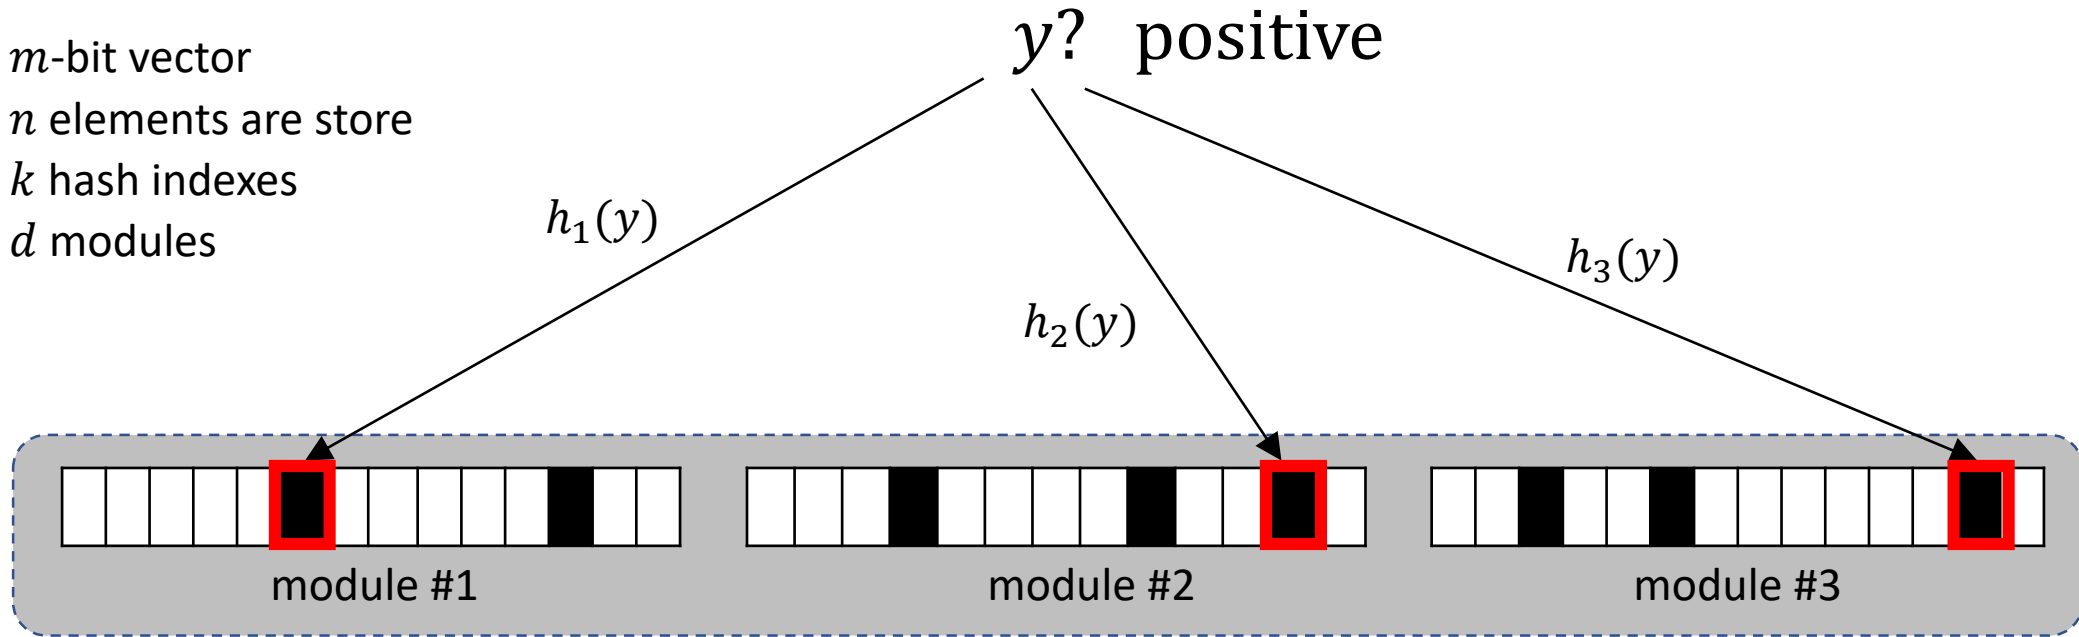 y? positive
m-bit vector
n elements are store
k hash indexes
d modules
h₁(y)
h₂(y)
h₃(y)
module #1
module #2
module #3